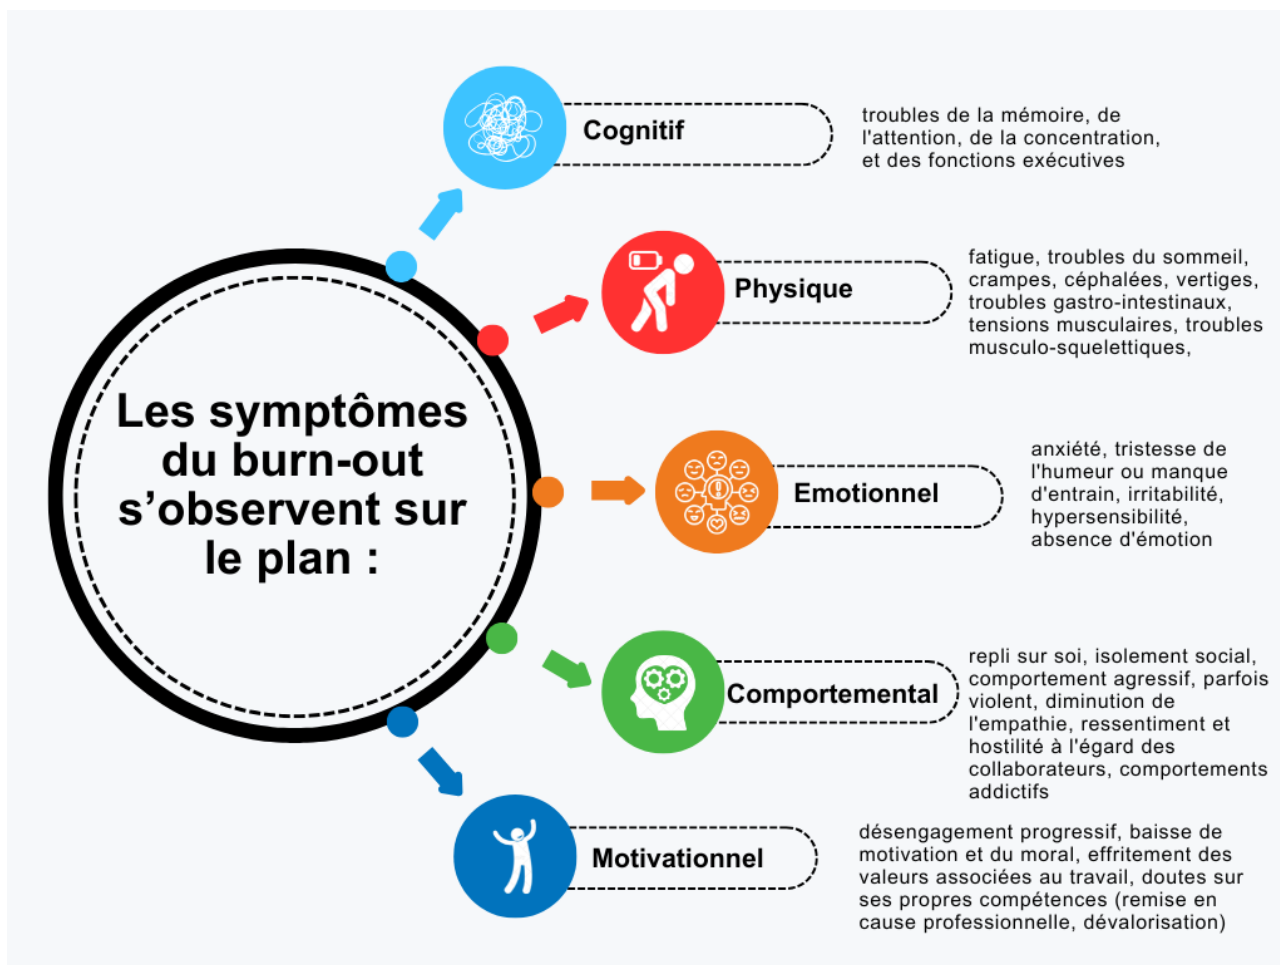 Les symptômes
du burn-out
s’observent sur
le plan :
Cognitif
troubles de la mémoire, de
l'attention, de la concentration,
et des fonctions exécutives
Physique
fatigue, troubles du sommeil,
crampes, céphalées, vertiges,
troubles gastro-intestinaux,
tensions musculaires, troubles
musculo-squelettiques,
Emotionnel
anxiété, tristesse de
l'humeur ou manque
d'entrain, irritabilité,
hypersensibilité,
absence d'émotion
Comportemental
repli sur soi, isolement social,
comportement agressif, parfois
violent, diminution de
l'empathie, ressentiment et
hostilité à l'égard des
collaborateurs, comportements
addictifs
Motivationnel
désengagement progressif, baisse de
motivation et du moral, effritement des
valeurs associées au travail, doutes sur
ses propres compétences (remise en
cause professionnelle, dévalorisation)